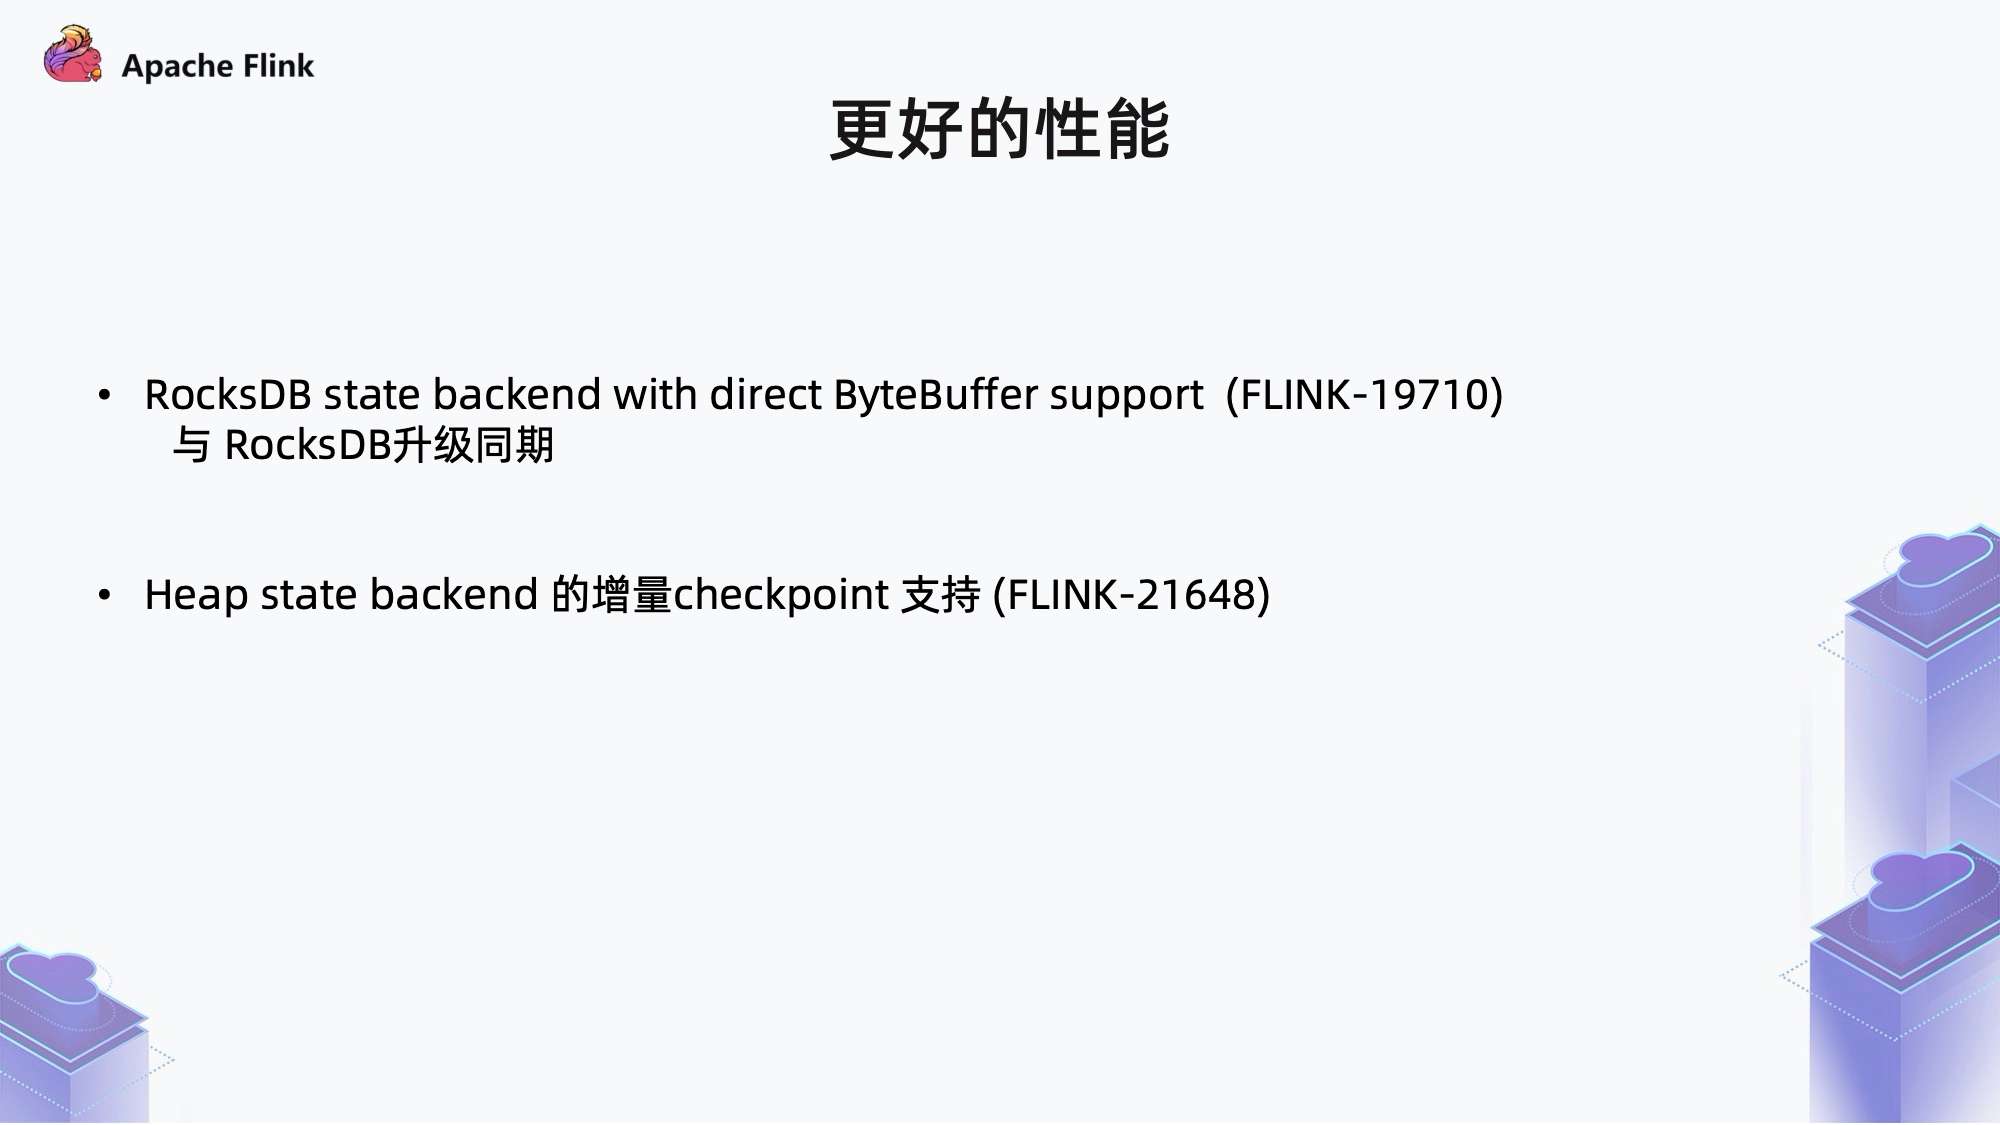 Apache Flink
更好的性能
• RocksDB state backend with direct ByteBuffer support (FLINK-19710)
与 RocksDB升级同期
• Heap state backend 的增量checkpoint 支持 (FLINK-21648)